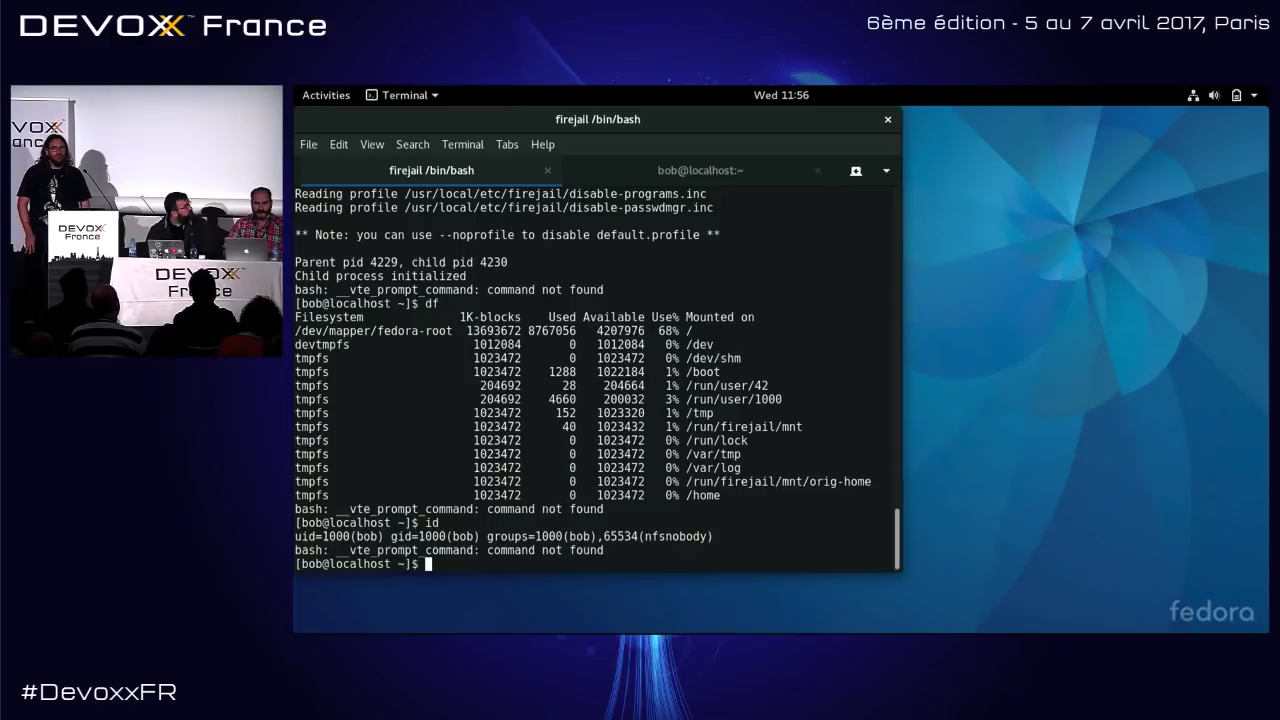 DEVOXX™ France
6ème édition - 5 au 7 avril 2017, Paris
VOXX
ance
DEVOXX
France
DEVOXX
France
Activities Terminal Wed 11:56
firejail /bin/bash
File Edit View Search Terminal Tabs Help
firejail /bin/bash bob@localhost:~
Reading profile /usr/local/etc/firejail/disable-programs.inc
Reading profile /usr/local/etc/firejail/disable-passwdmgr.inc
** Note: you can use --noprofile to disable default.profile **
Parent pid 4229, child pid 4230
Child process initialized
bash: __vte_prompt_command: command not found
[bob@localhost ~]$ df
Filesystem 1K-blocks Used Available Use% Mounted on
/dev/mapper/fedora-root 13693672 8767056 4207976 68% /
devtmpfs 1012084 0 1012084 0% /dev
tmpfs 1023472 0 1023472 0% /dev/shm
tmpfs 1023472 1288 1022184 1% /boot
tmpfs 204692 28 204664 1% /run/user/42
tmpfs 204692 4660 200032 3% /run/user/1000
tmpfs 1023472 152 1023320 1% /tmp
tmpfs 1023472 40 1023432 1% /run/firejail/mnt
tmpfs 1023472 0 1023472 0% /run/lock
tmpfs 1023472 0 1023472 0% /var/tmp
tmpfs 1023472 0 1023472 0% /var/log
tmpfs 1023472 0 1023472 0% /run/firejail/mnt/orig-home
tmpfs 1023472 0 1023472 0% /home
bash: __vte_prompt_command: command not found
[bob@localhost ~]$ id
uid=1000(bob) gid=1000(bob) groups=1000(bob),65534(nfsnobody)
bash: __vte_prompt_command: command not found
[bob@localhost ~]$
fedora
#DevoxxFR